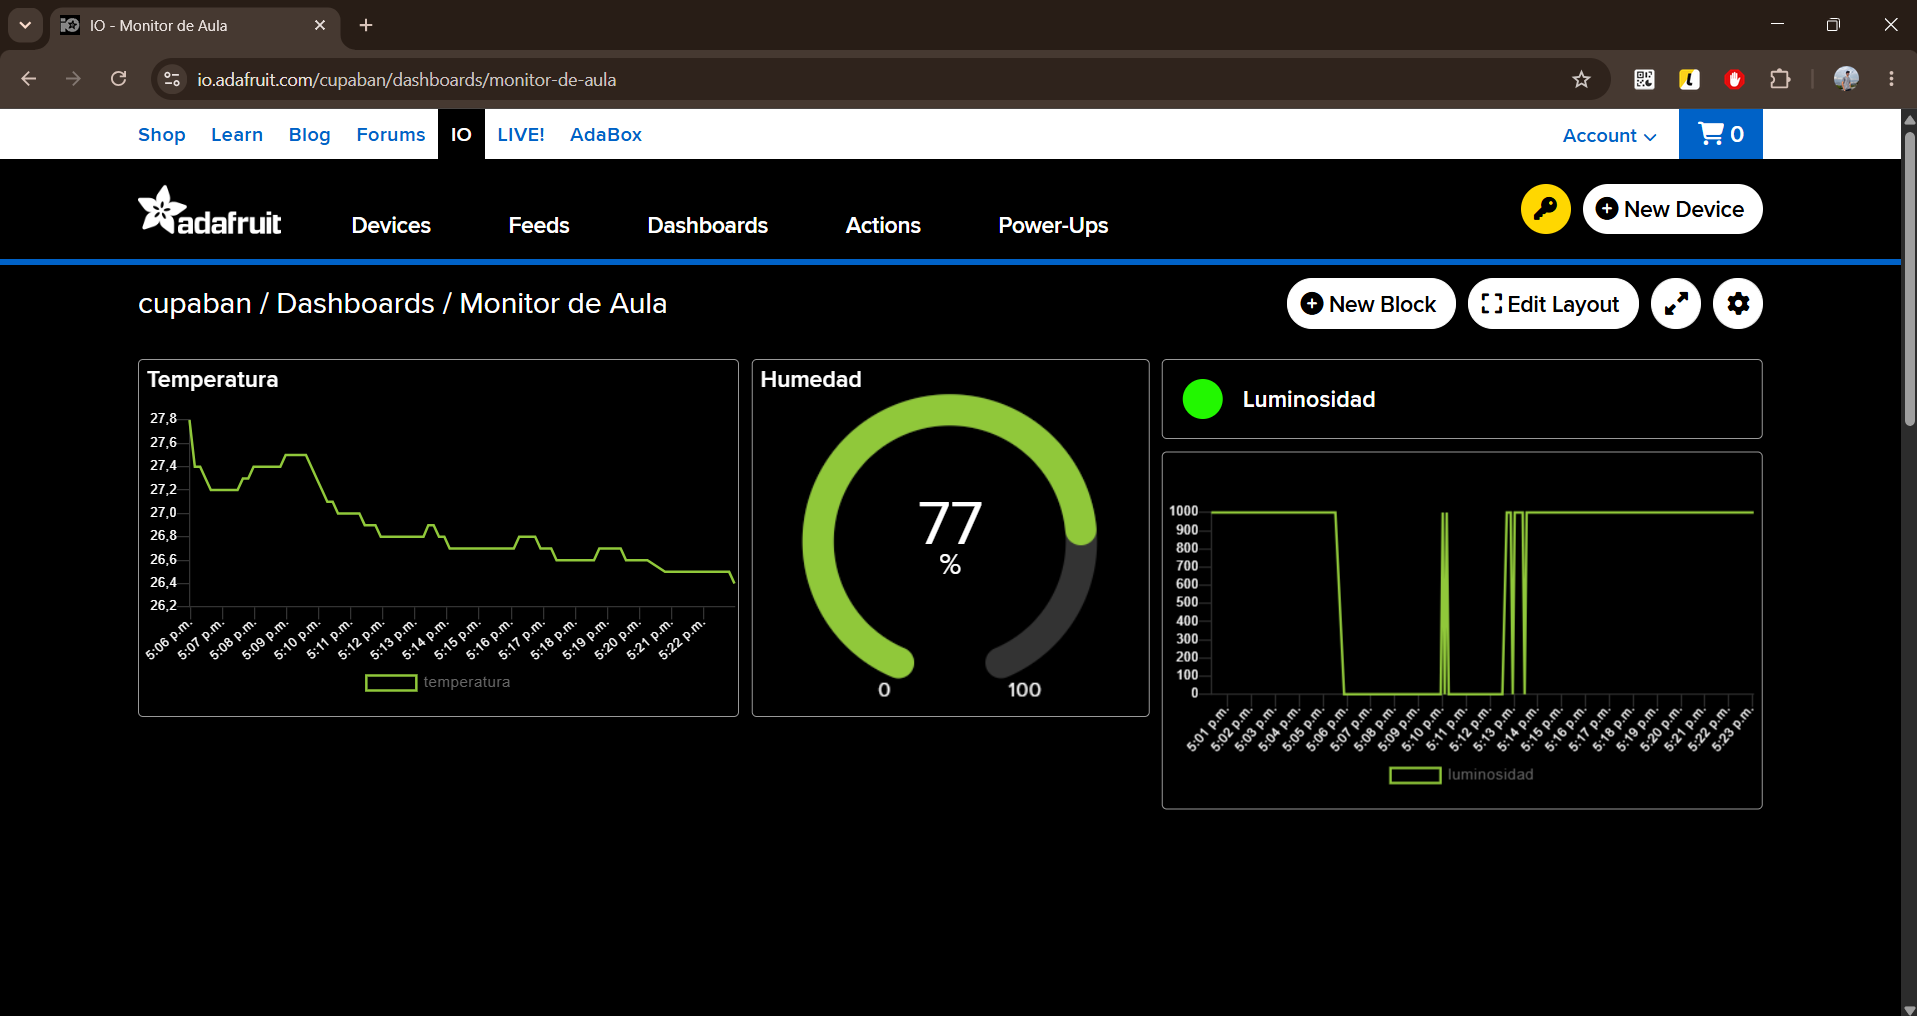 IO - Monitor de Aula
io.adafruit.com/cupaban/dashboards/monitor-de-aula
Shop Learn Blog Forums IO LIVE! AdaBox Account 0
adafruit Devices Feeds Dashboards Actions Power-Ups New Device
cupaban / Dashboards / Monitor de Aula New Block Edit Layout
Temperatura
27,8
27,6
27,4
27,2
27,0
26,8
26,6
26,4
26,2
5:06 p.m. 5:07 p.m. 5:08 p.m. 5:09 p.m. 5:10 p.m. 5:11 p.m. 5:12 p.m. 5:13 p.m. 5:14 p.m. 5:15 p.m. 5:16 p.m. 5:17 p.m. 5:18 p.m. 5:19 p.m. 5:20 p.m. 5:21 p.m. 5:22 p.m.
temperatura
Humedad
77
%
0 100
Luminosidad
1000
900
800
700
600
500
400
300
200
100
0
5:01 p.m. 5:02 p.m. 5:03 p.m. 5:04 p.m. 5:05 p.m. 5:06 p.m. 5:07 p.m. 5:08 p.m. 5:09 p.m. 5:10 p.m. 5:11 p.m. 5:12 p.m. 5:13 p.m. 5:14 p.m. 5:15 p.m. 5:16 p.m. 5:17 p.m. 5:18 p.m. 5:19 p.m. 5:20 p.m. 5:21 p.m. 5:22 p.m. 5:23 p.m.
luminosidad